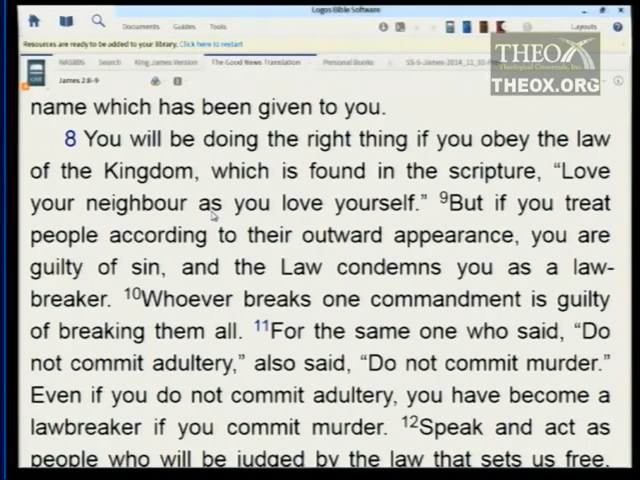 Logos Bible Software
Documents Guides Tools Layouts
Resources are ready to be added to your library. Click here to restart
NASB95 Search King James Version The Good News Translation Personal Books
James 2:8-9
THEOX
Theological Crossroads, Inc.
THEOX.ORG
name which has been given to you.
8 You will be doing the right thing if you obey the law
of the Kingdom, which is found in the scripture, “Love
your neighbour as you love yourself.” 9But if you treat
people according to their outward appearance, you are
guilty of sin, and the Law condemns you as a law-
breaker. 10Whoever breaks one commandment is guilty
of breaking them all. 11For the same one who said, “Do
not commit adultery,” also said, “Do not commit murder.”
Even if you do not commit adultery, you have become a
lawbreaker if you commit murder. 12Speak and act as
people who will be judged by the law that sets us free.